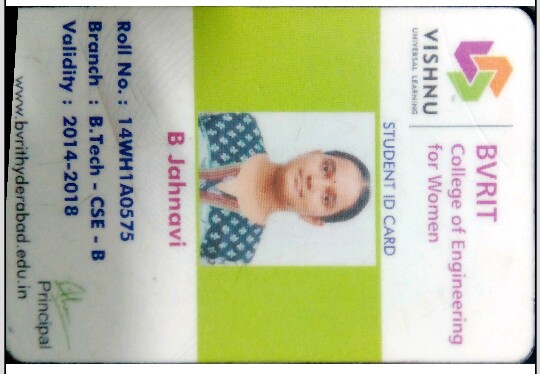 VISHNU
UNIVERSAL LEARNING
BVRIT
College of Engineering
for Women
STUDENT ID CARD
B Jahnavi
Roll No. : 14WH1A0575
Branch : B.Tech - CSE - B
Validity : 2014-2018
Principal
www.bvrithyderabad.edu.in